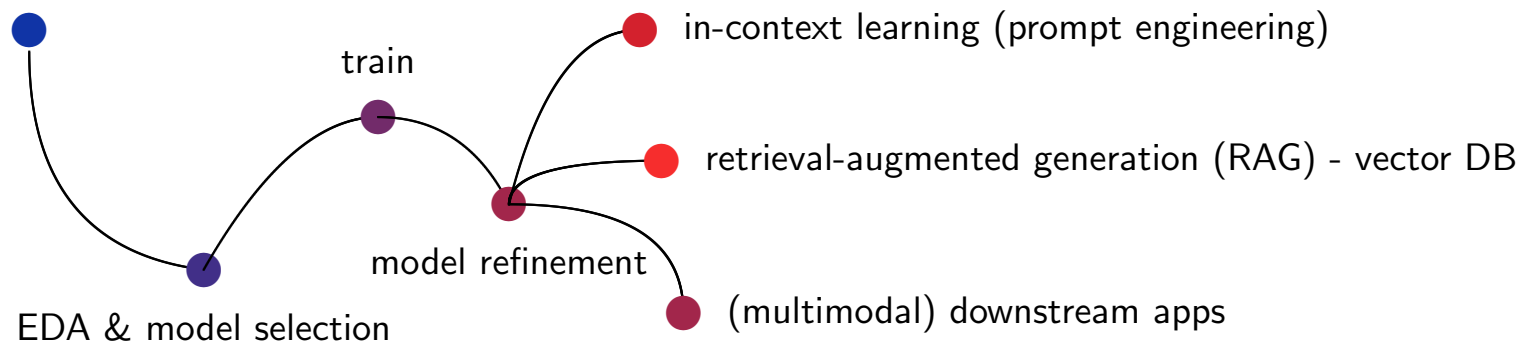 in-context learning (prompt engineering)
train
retrieval-augmented generation (RAG) - vector DB
model refinement
(multimodal) downstream apps
EDA & model selection